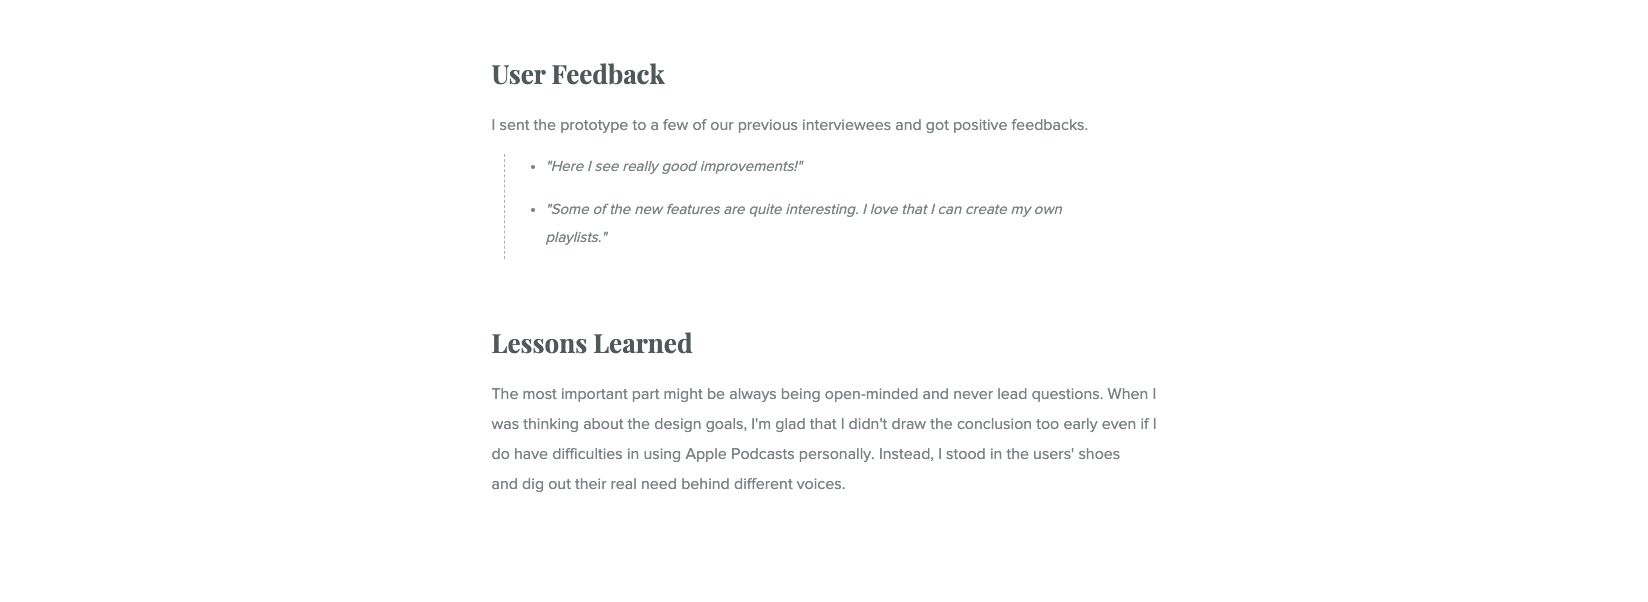 User Feedback
I sent the prototype to a few of our previous interviewees and got positive feedbacks.
• "Here I see really good improvements!"
• "Some of the new features are quite interesting. I love that I can create my own
playlists."
Lessons Learned
The most important part might be always being open-minded and never lead questions. When I
was thinking about the design goals, I'm glad that I didn't draw the conclusion too early even if I
do have difficulties in using Apple Podcasts personally. Instead, I stood in the users' shoes
and dig out their real need behind different voices.